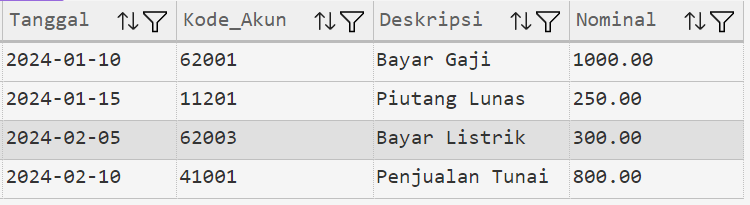 Tanggal Kode_Akun Deskripsi Nominal
2024-01-10 62001 Bayar Gaji 1000.00
2024-01-15 11201 Piutang Lunas 250.00
2024-02-05 62003 Bayar Listrik 300.00
2024-02-10 41001 Penjualan Tunai 800.00